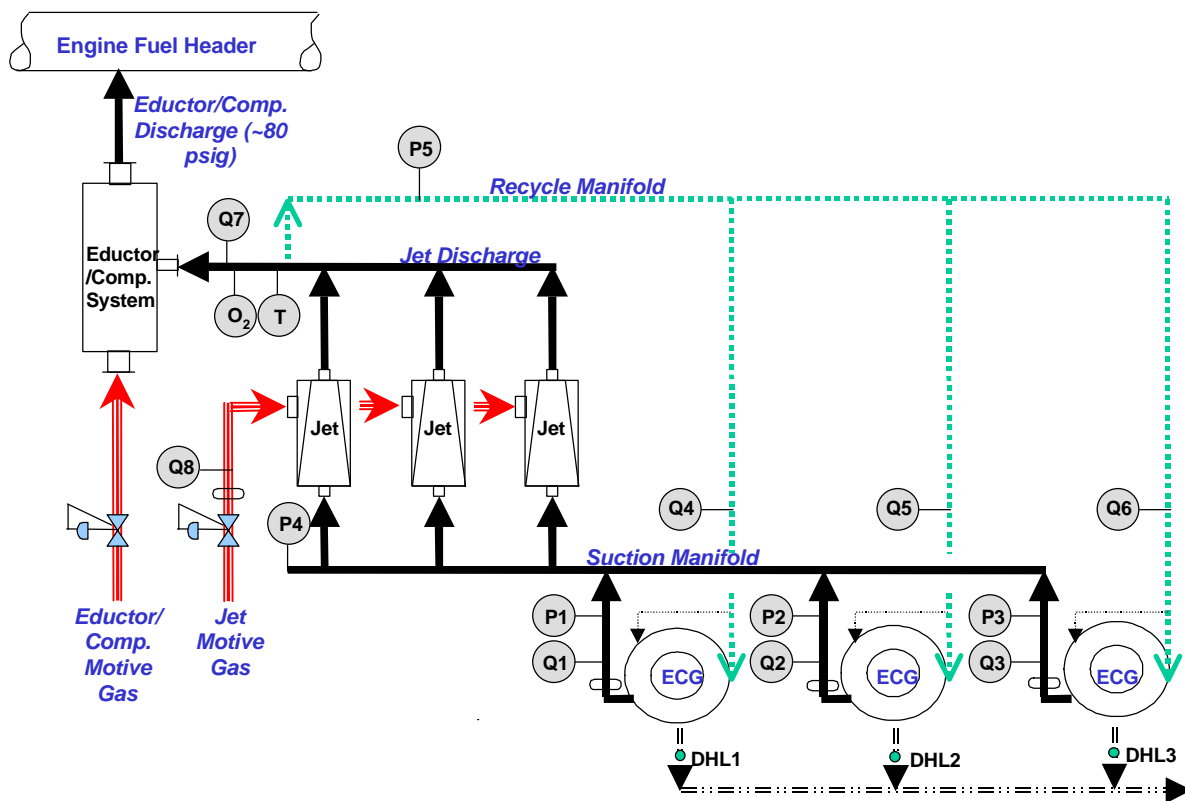 Engine Fuel Header
Eductor/Comp.
Discharge (~80
psig)
P5
Recycle Manifold
Q7
Jet Discharge
Eductor
/Comp.
System
O2
T
Jet
Jet
Jet
Q8
P4
Q4
Q5
Q6
Suction Manifold
Eductor/
Comp.
Motive
Gas
Jet
Motive
Gas
P1
Q1
ECG
P2
Q2
ECG
P3
Q3
ECG
DHL1
DHL2
DHL3